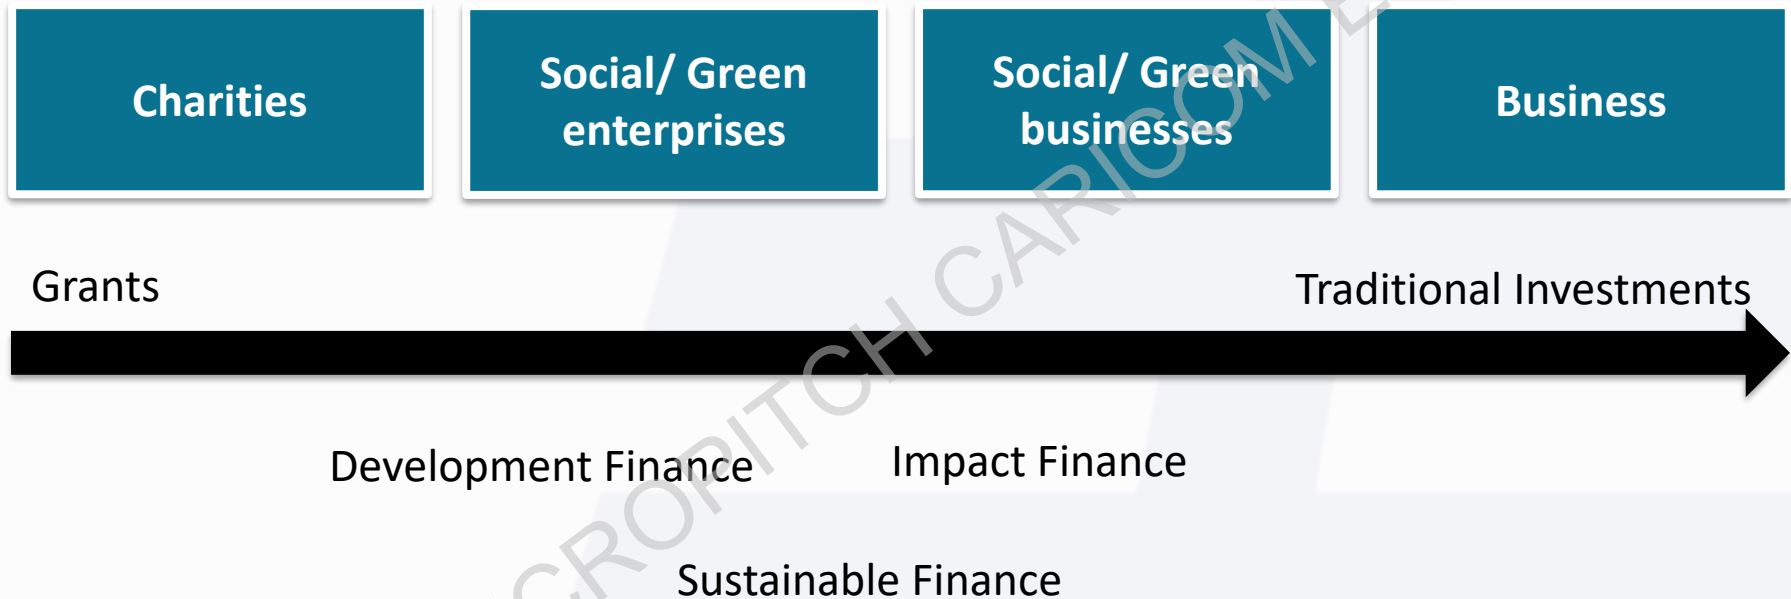 Charities
Social/ Green
enterprises
Social/ Green
businesses
Business
Grants
Traditional Investments
Development Finance
Impact Finance
Sustainable Finance
CROPITCH CARICOM E